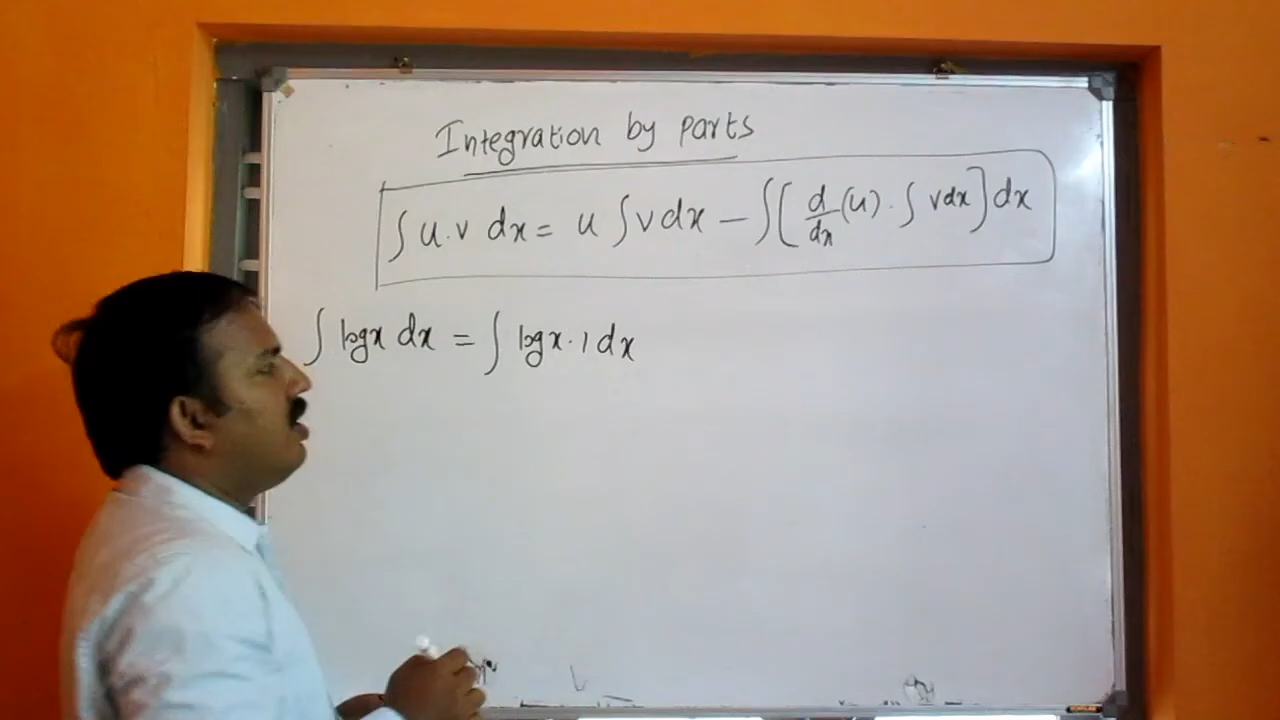 Integration by parts
∫ u.v dx = u ∫ v dx − ∫ [ d/dx (u) . ∫ v dx ] dx
∫ log x dx = ∫ log x . 1 dx